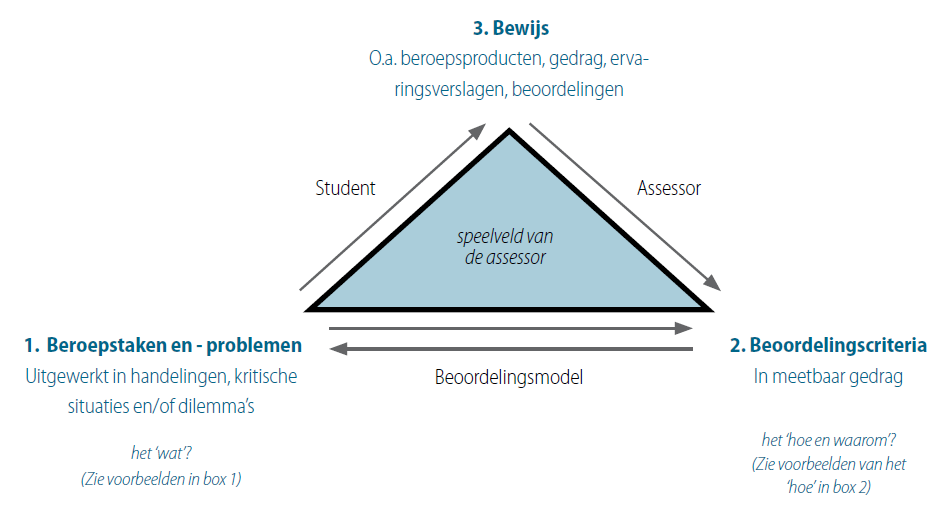 3. Bewijs
O.a. beroepsproducten, gedrag, erva-
ringsverslagen, beoordelingen
Student
Assessor
speelveld van
de assessor
1. Beroepstaken en - problemen
Uitgewerkt in handelingen, kritische
situaties en/of dilemma's
het 'wat'?
(Zie voorbeelden in box 1)
Beoordelingsmodel
2. Beoordelingscriteria
In meetbaar gedrag
het 'hoe en waarom'?
(Zie voorbeelden van het
'hoe' in box 2)